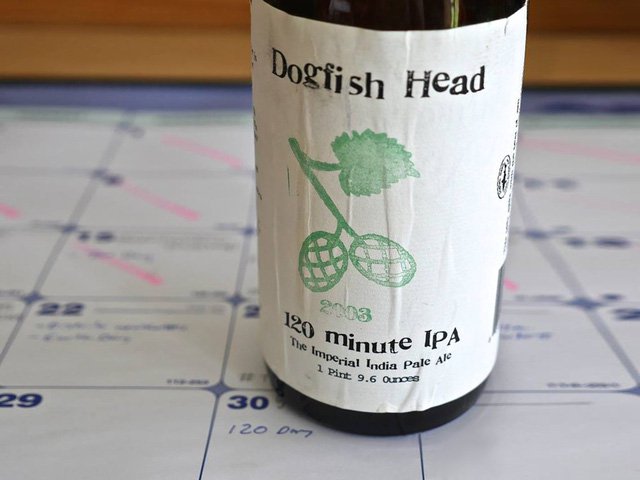 Dogfish Head
2003
120 minute IPA
The Imperial India Pale Ale
1 Pint 9.6 Ounces
22
29
30
120 Day